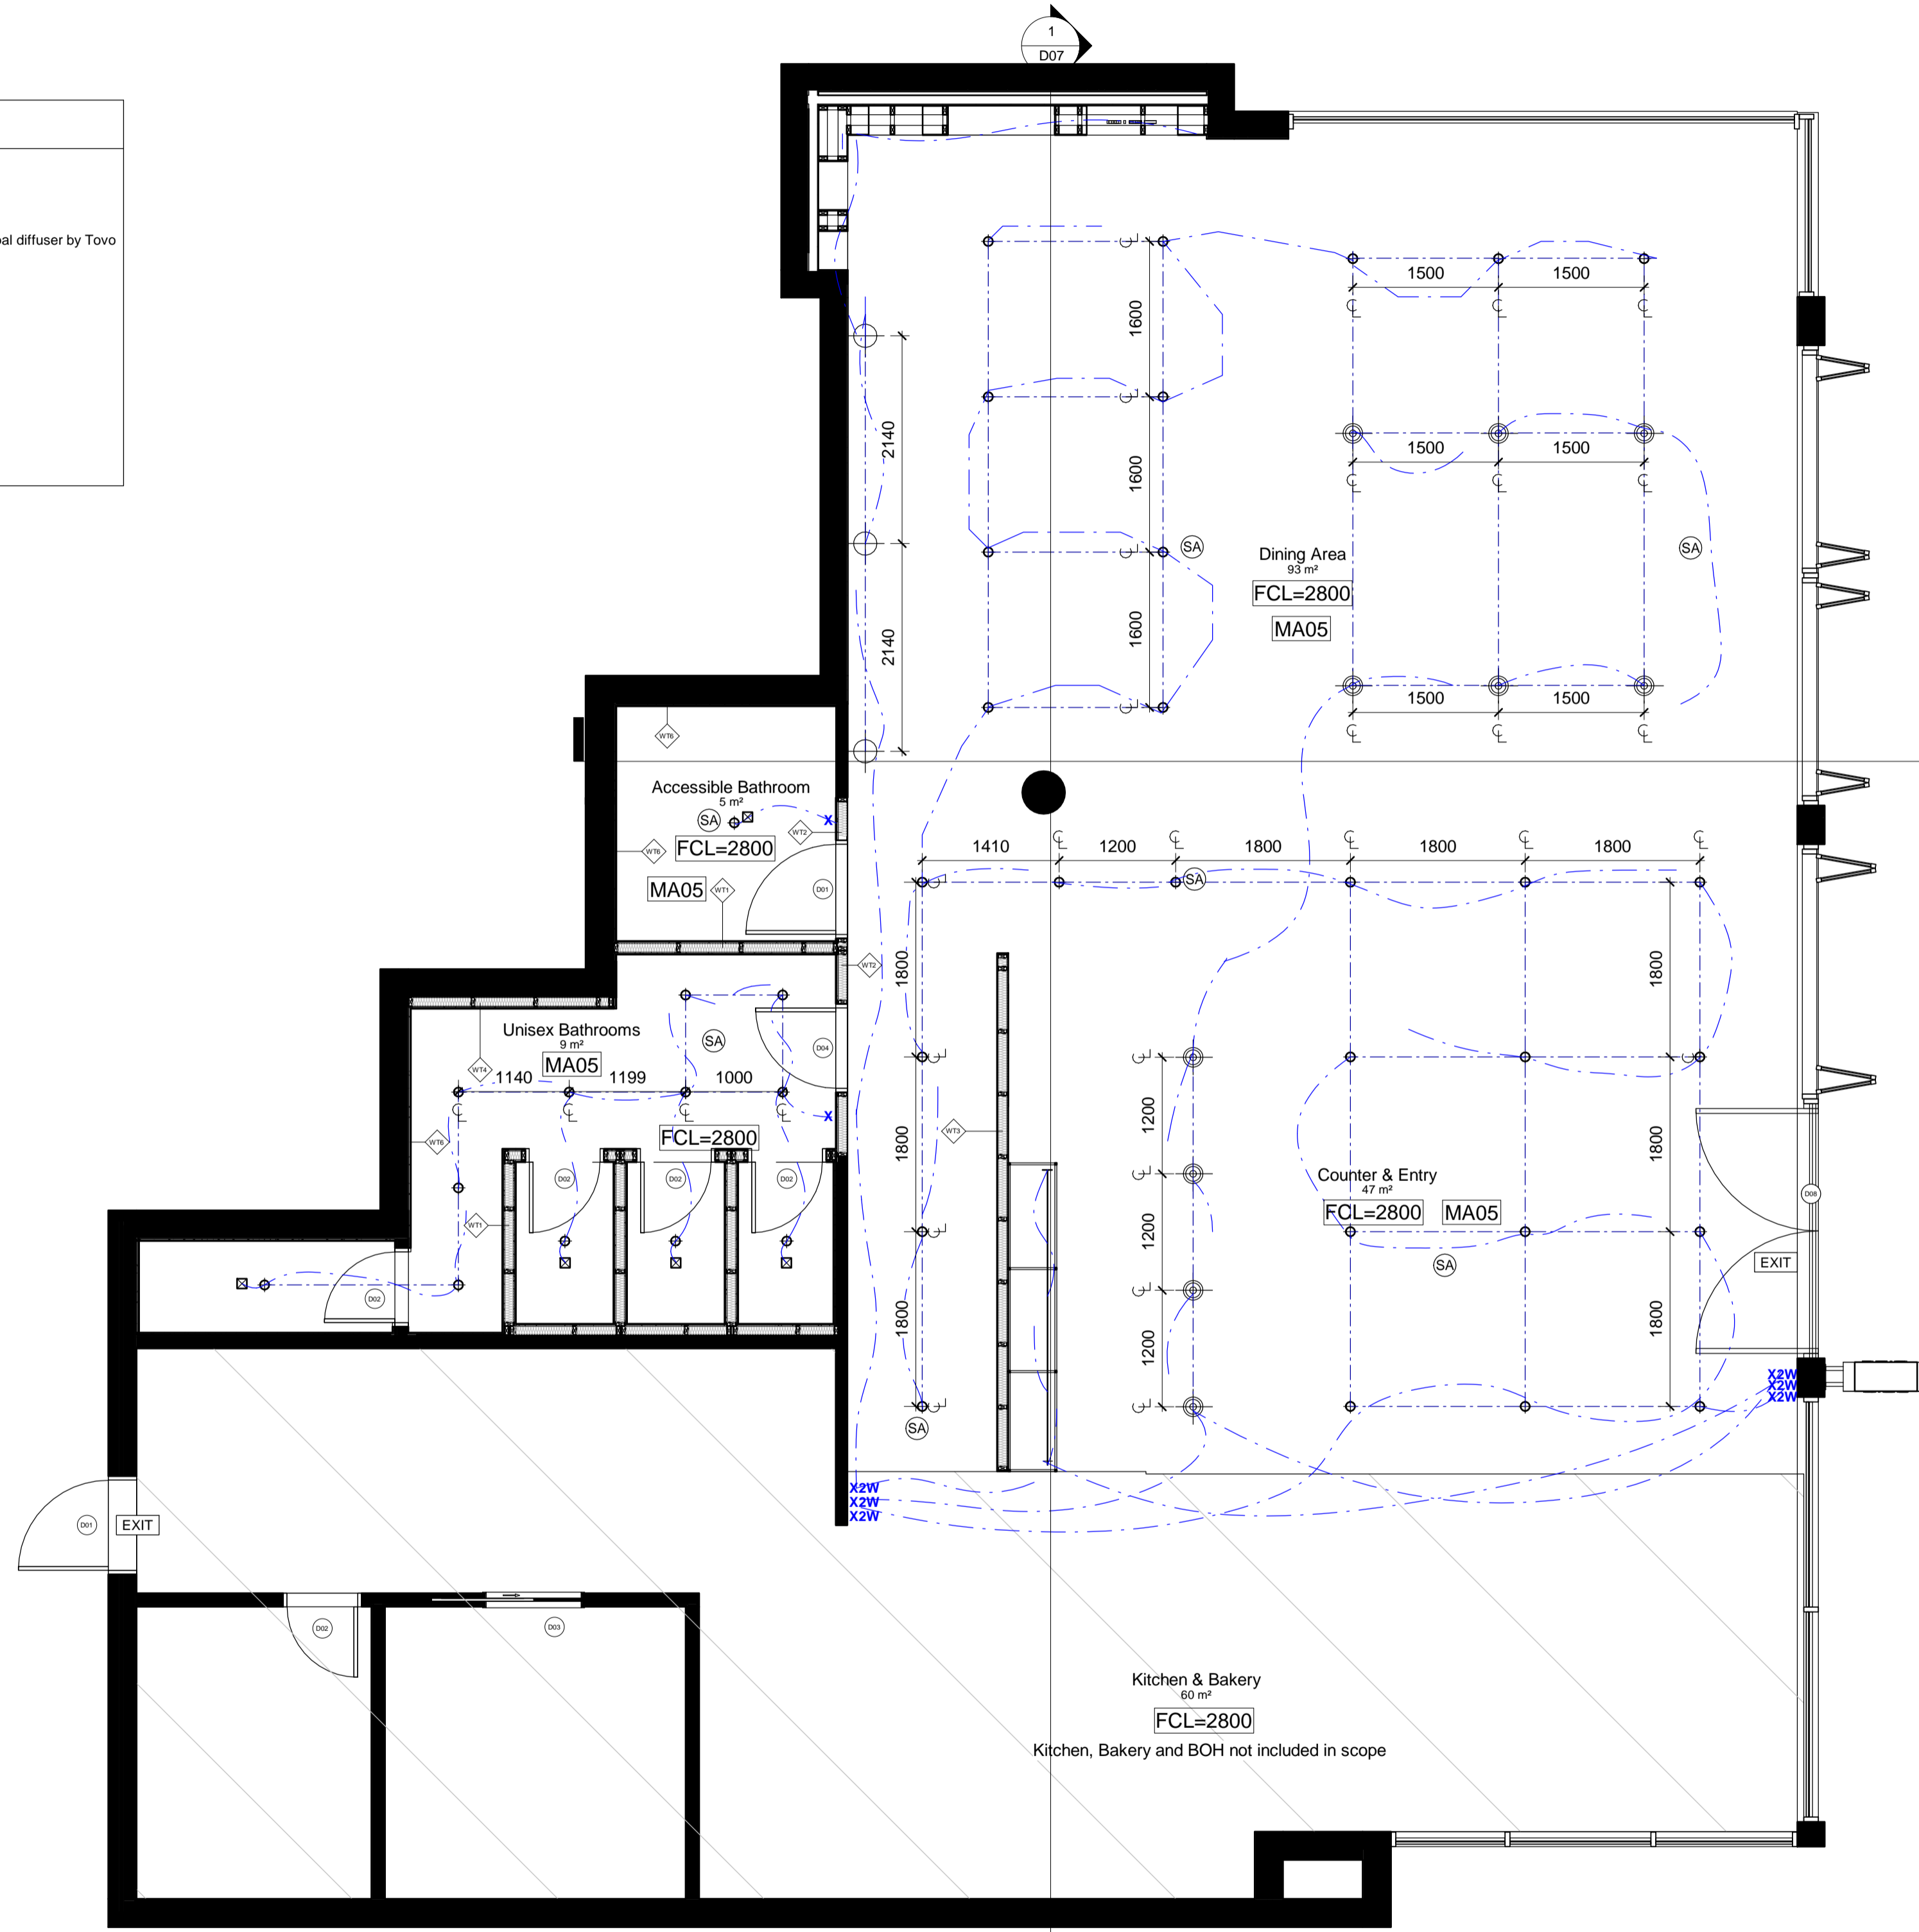 1
D07
pal diffuser by Tovo
1500
1500
1600
2140
1500
1500
1600
SA
SA
Dining Area
93 m²
FCL=2800
MA05
1600
2140
1500
1500
WT6
Accessible Bathroom
5 m²
SA
X
WT2
FCL=2800
WT6
MA05
WT1
D01
1410
1200
1800
1800
1800
SA
WT2
1800
1800
Unisex Bathrooms
9 m²
SA
D04
MA05
WT4
1140
1199
1000
X
FCL=2800
WT6
WT3
1200
1800
1800
D02
D02
D02
WT1
Counter & Entry
47 m²
FCL=2800
MA05
D08
1200
SA
EXIT
D02
1800
1200
1800
X2W
X2W
X2W
SA
X2W
X2W
X2W
D01
EXIT
D02
D03
Kitchen & Bakery
60 m²
FCL=2800
Kitchen, Bakery and BOH not included in scope